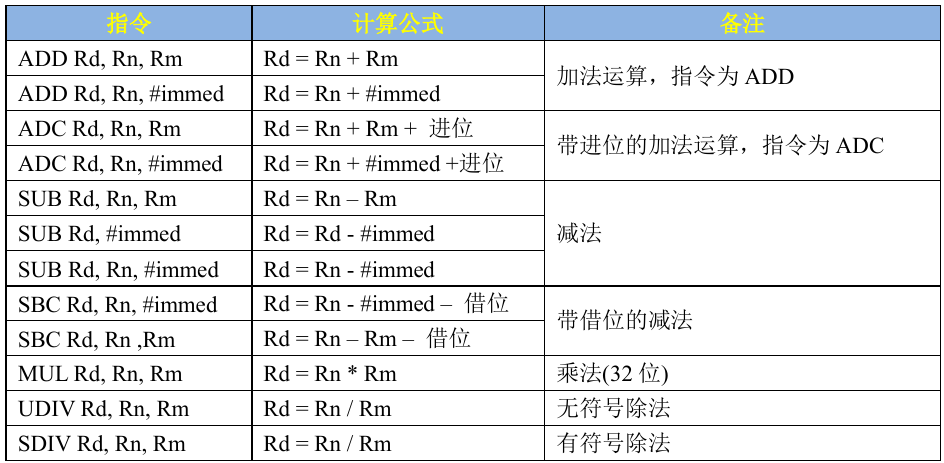 指令 计算公式 备注
ADD Rd, Rn, Rm Rd = Rn + Rm
加法运算，指令为 ADD
ADD Rd, Rn, #immed Rd = Rn + #immed
ADC Rd, Rn, Rm Rd = Rn + Rm + 进位
带进位的加法运算，指令为 ADC
ADC Rd, Rn, #immed Rd = Rn + #immed +进位
SUB Rd, Rn, Rm Rd = Rn – Rm
SUB Rd, #immed Rd = Rd - #immed 减法
SUB Rd, Rn, #immed Rd = Rn - #immed
SBC Rd, Rn, #immed Rd = Rn - #immed – 借位
带借位的减法
SBC Rd, Rn ,Rm Rd = Rn – Rm – 借位
MUL Rd, Rn, Rm Rd = Rn * Rm 乘法(32 位)
UDIV Rd, Rn, Rm Rd = Rn / Rm 无符号除法
SDIV Rd, Rn, Rm Rd = Rn / Rm 有符号除法